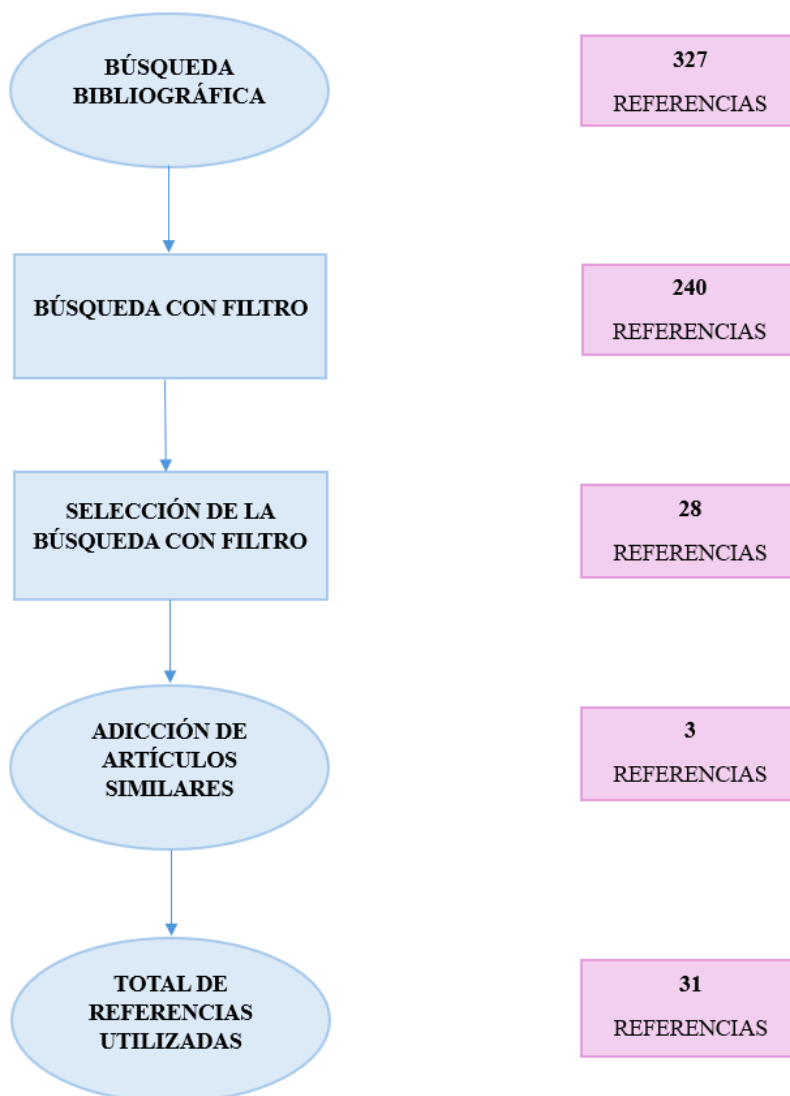 BÚSQUEDA
BIBLIOGRÁFICA
327
REFERENCIAS
BÚSQUEDA CON FILTRO
240
REFERENCIAS
SELECCIÓN DE LA
BÚSQUEDA CON FILTRO
28
REFERENCIAS
ADICCIÓN DE
ARTÍCULOS
SIMILARES
3
REFERENCIAS
TOTAL DE
REFERENCIAS
UTILIZADAS
31
REFERENCIAS